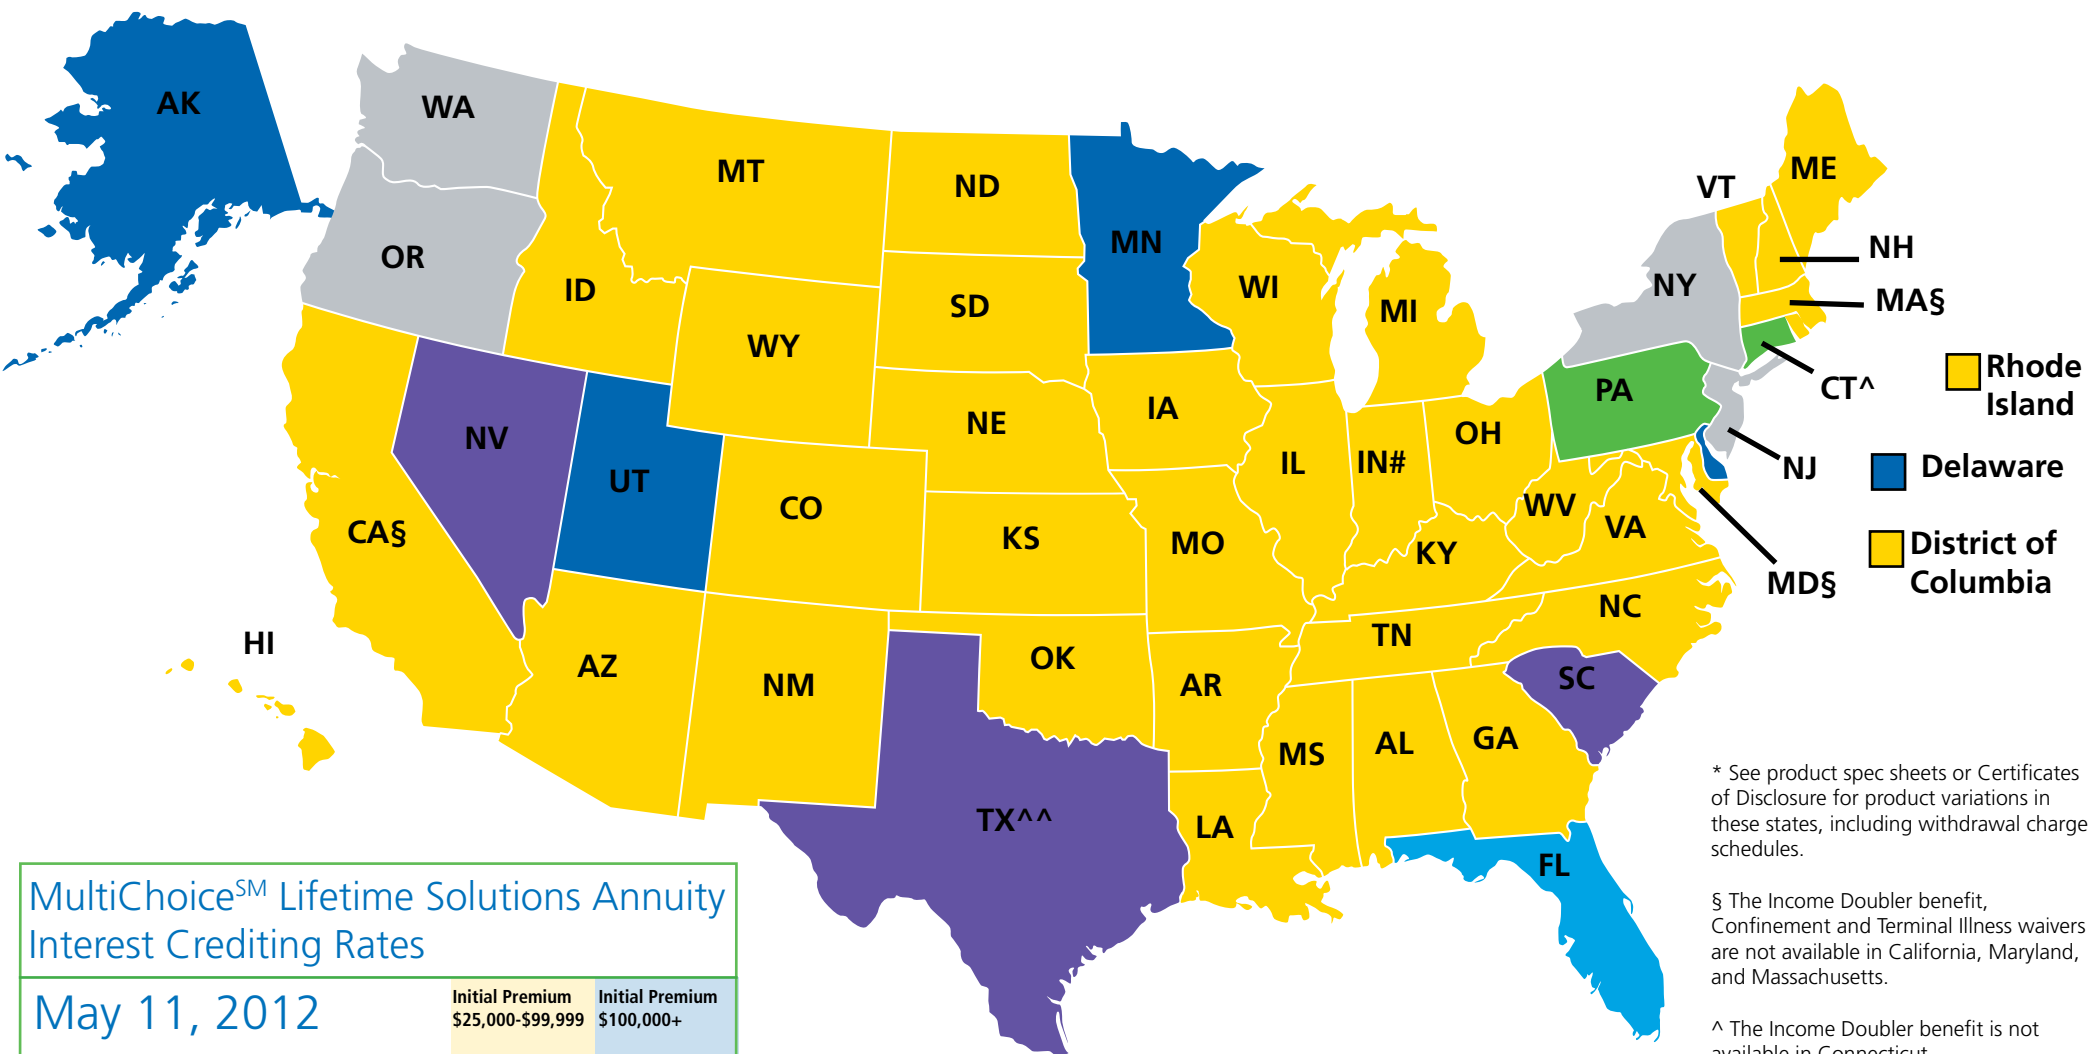 AK
WA
MT
ND
MN
ME
VT
OR
ID
NH
WI
NY
MA§
SD
MI
WY
Rhode
Island
CT^
PA
IA
NE
OH
NV
IL
IN#
NJ
Delaware
UT
CO
WV
VA
CA§
KS
MO
KY
District of
Columbia
MD§
NC
HI
TN
OK
AZ
NM
AR
SC
MS
AL
GA
TX^^
LA
FL
* See product spec sheets or Certificates
of Disclosure for product variations in
these states, including withdrawal charge
schedules.
§ The Income Doubler benefit,
Confinement and Terminal Illness waivers
are not available in California, Maryland,
and Massachusetts.
^ The Income Doubler benefit is not
available in Connecticut
MultiChoiceSM Lifetime Solutions Annuity
Interest Crediting Rates
May 11, 2012
Initial Premium
$25,000-$99,999
Initial Premium
$100,000+